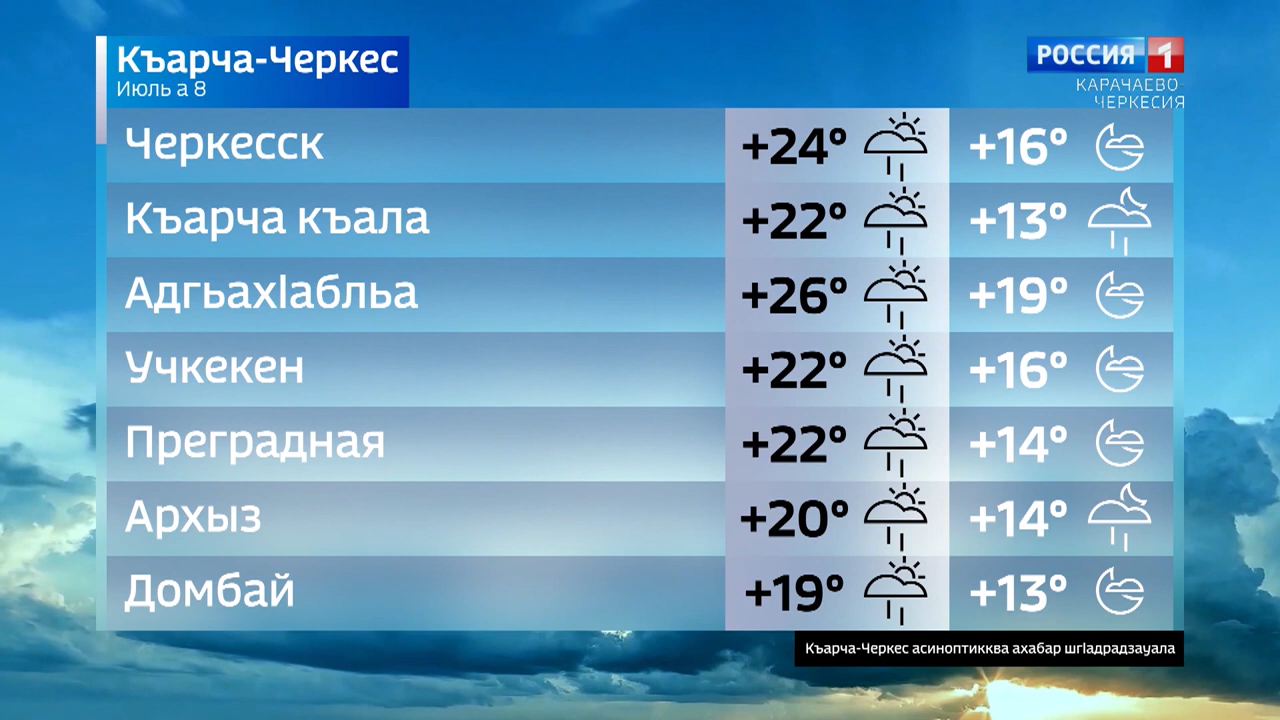 Къарча-Черкес
Июль а 8
РОССИЯ 1
КАРАЧАЕВО-
ЧЕРКЕСИЯ
Черкесск +24° +16°
Къарча къала +22° +13°
АдгьахӀабльа +26° +19°
Учкекен +22° +16°
Преградная +22° +14°
Архыз +20° +14°
Домбай +19° +13°
Къарча-Черкес асиноптикква ахабар шгӀадрадзауала